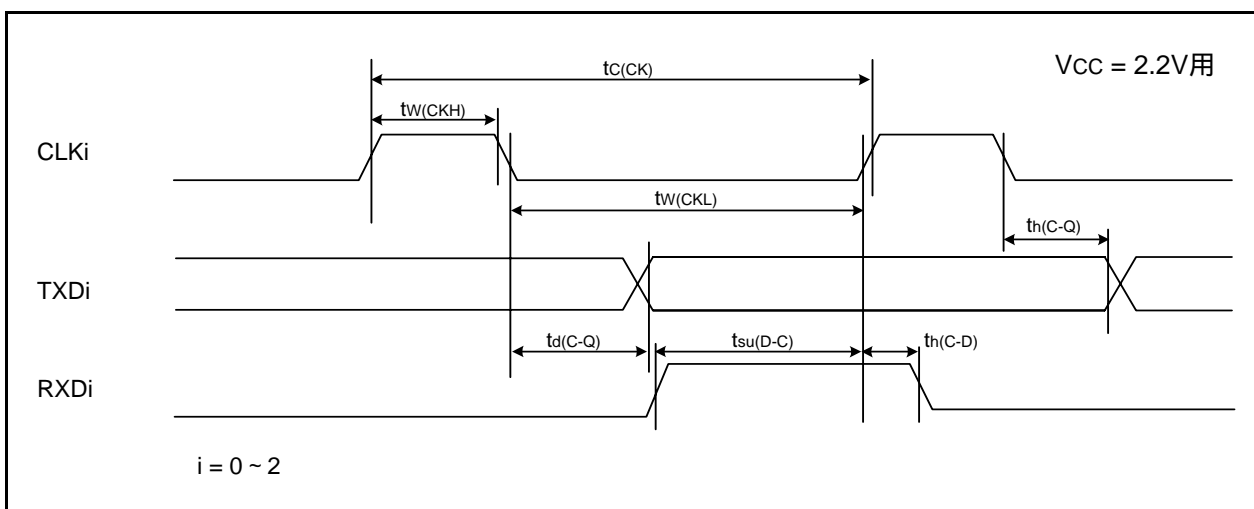 VCC = 2.2V用
tC(CK)
tW(CKH)
CLKi
tW(CKL)
th(C-Q)
TXDi
td(C-Q)
tsu(D-C)
th(C-D)
RXDi
i = 0 ~ 2